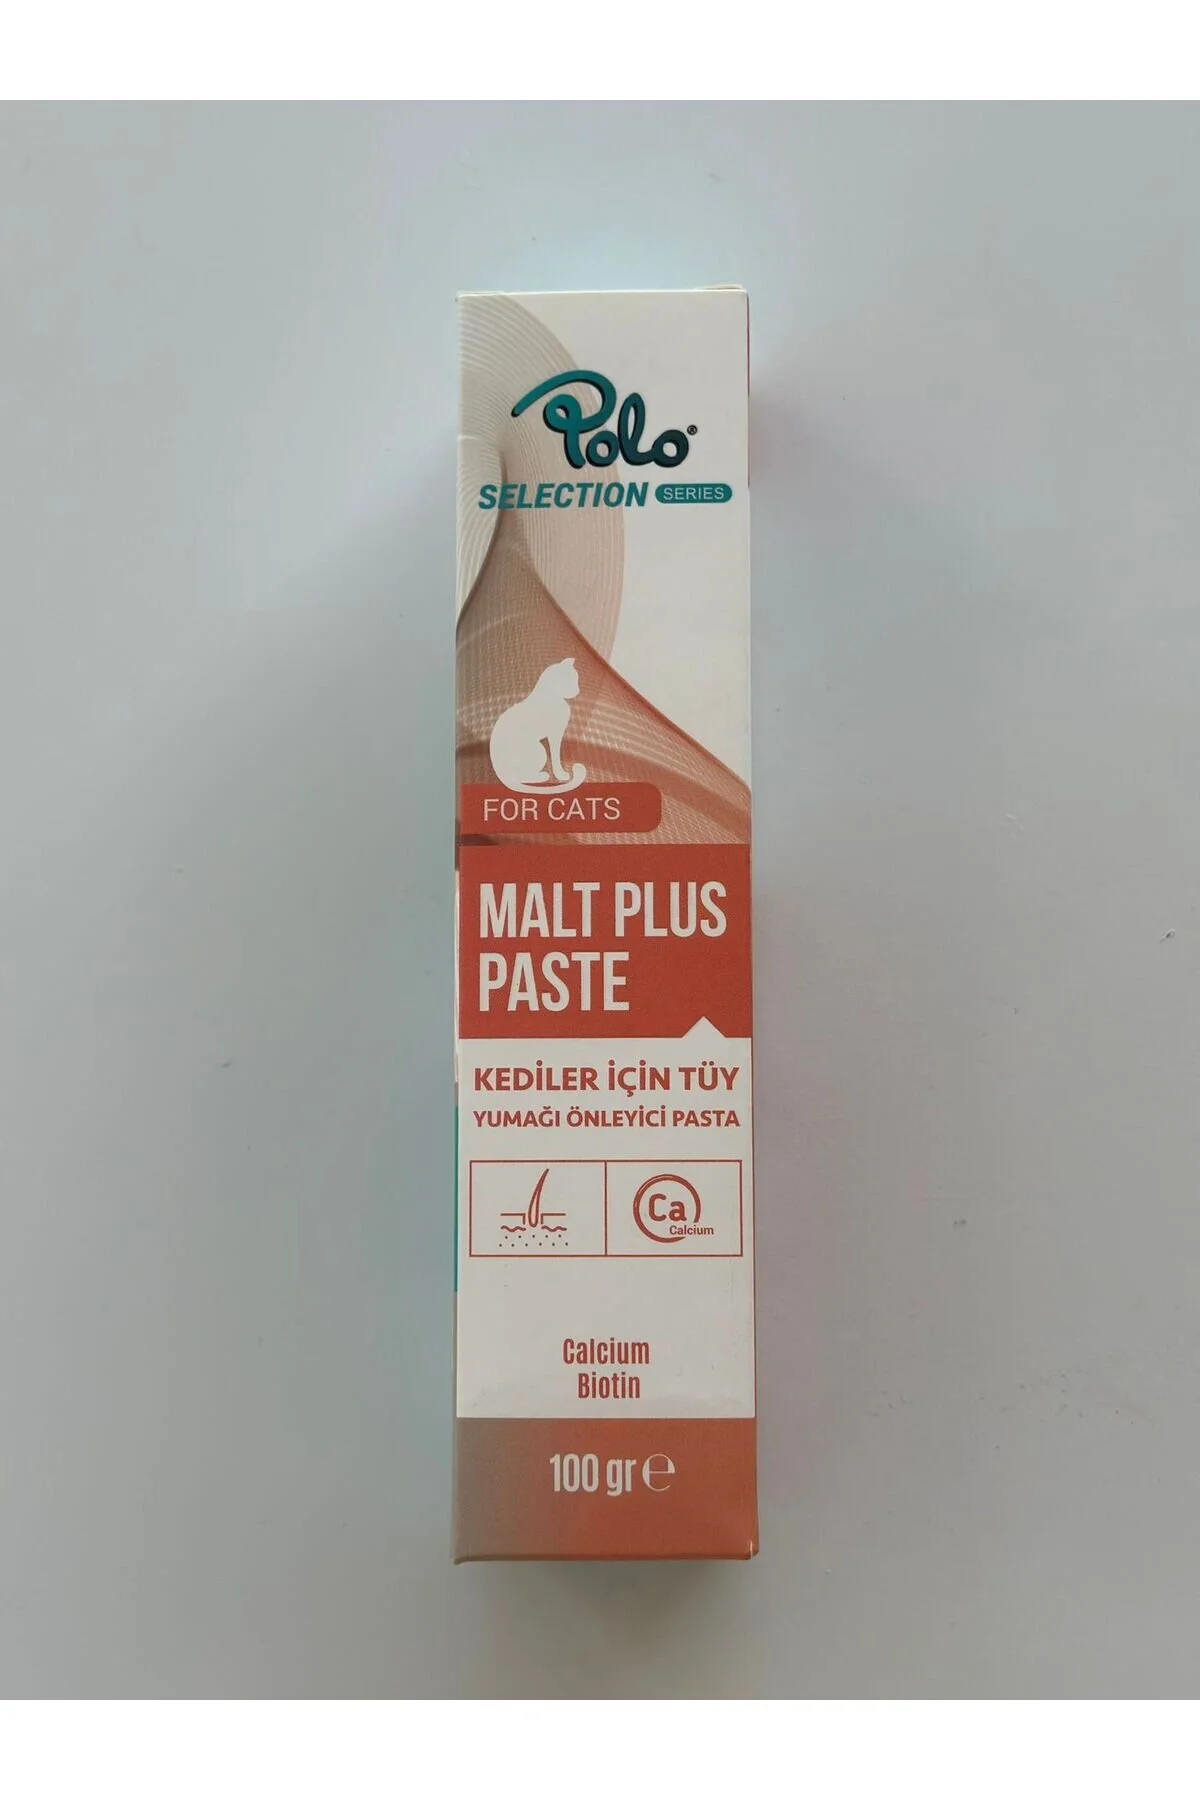 Polo®
SELECTION SERIES
FOR CATS
MALT PLUS
PASTE
KEDİLER İÇİN TÜY
YUMAĞI ÖNLEYİCİ PASTA
Ca
Calcium
Calcium
Biotin
100 gr ℮